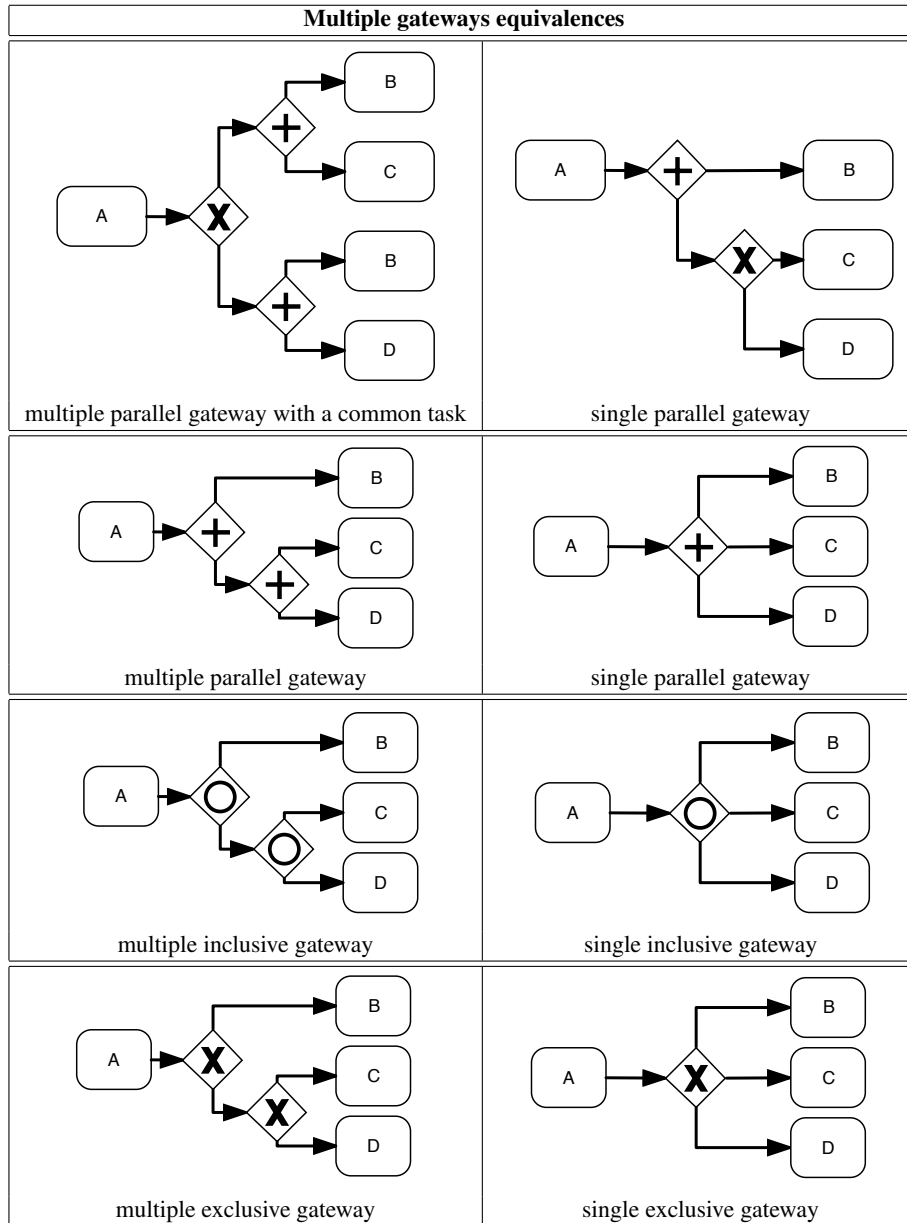 Multiple gateways equivalences
A
B
C
B
D
multiple parallel gateway with a common task
A
B
C
D
single parallel gateway
A
B
C
D
multiple parallel gateway
A
B
C
D
single parallel gateway
A
B
C
D
multiple inclusive gateway
A
B
C
D
single inclusive gateway
A
B
C
D
multiple exclusive gateway
A
B
C
D
single exclusive gateway